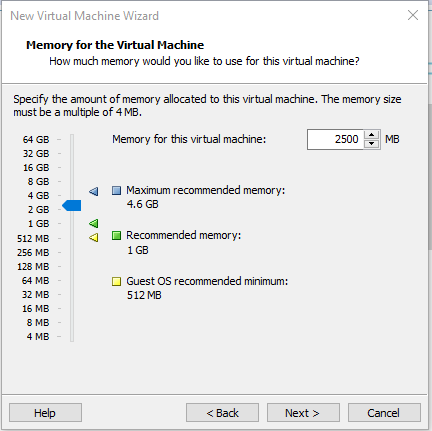 New Virtual Machine Wizard
Memory for the Virtual Machine
How much memory would you like to use for this virtual machine?
Specify the amount of memory allocated to this virtual machine. The memory size
must be a multiple of 4 MB.
Memory for this virtual machine: 2500 MB
64 GB
32 GB
16 GB
8 GB
4 GB
2 GB
1 GB
512 MB
256 MB
128 MB
64 MB
32 MB
16 MB
8 MB
4 MB
Maximum recommended memory:
4.6 GB
Recommended memory:
1 GB
Guest OS recommended minimum:
512 MB
Help
< Back
Next >
Cancel